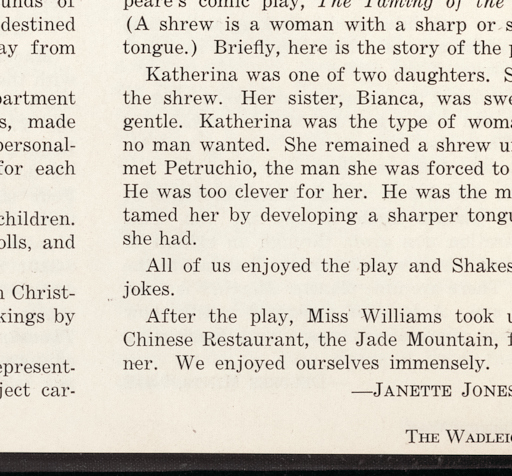 unds of
destined
ay from
partment
s, made
personal-
for each
children.
olls, and
n Christ-
kings by
epresent-
ject car-
peare's comic play, The Taming of the
(A shrew is a woman with a sharp or s
tongue.) Briefly, here is the story of the p
Katherina was one of two daughters. S
the shrew. Her sister, Bianca, was swe
gentle. Katherina was the type of woma
no man wanted. She remained a shrew u
met Petruchio, the man she was forced to
He was too clever for her. He was the m
tamed her by developing a sharper tongu
she had.
All of us enjoyed the play and Shakes
jokes.
After the play, Miss Williams took u
Chinese Restaurant, the Jade Mountain, f
ner. We enjoyed ourselves immensely.
—JANETTE JONES
THE WADLEIG